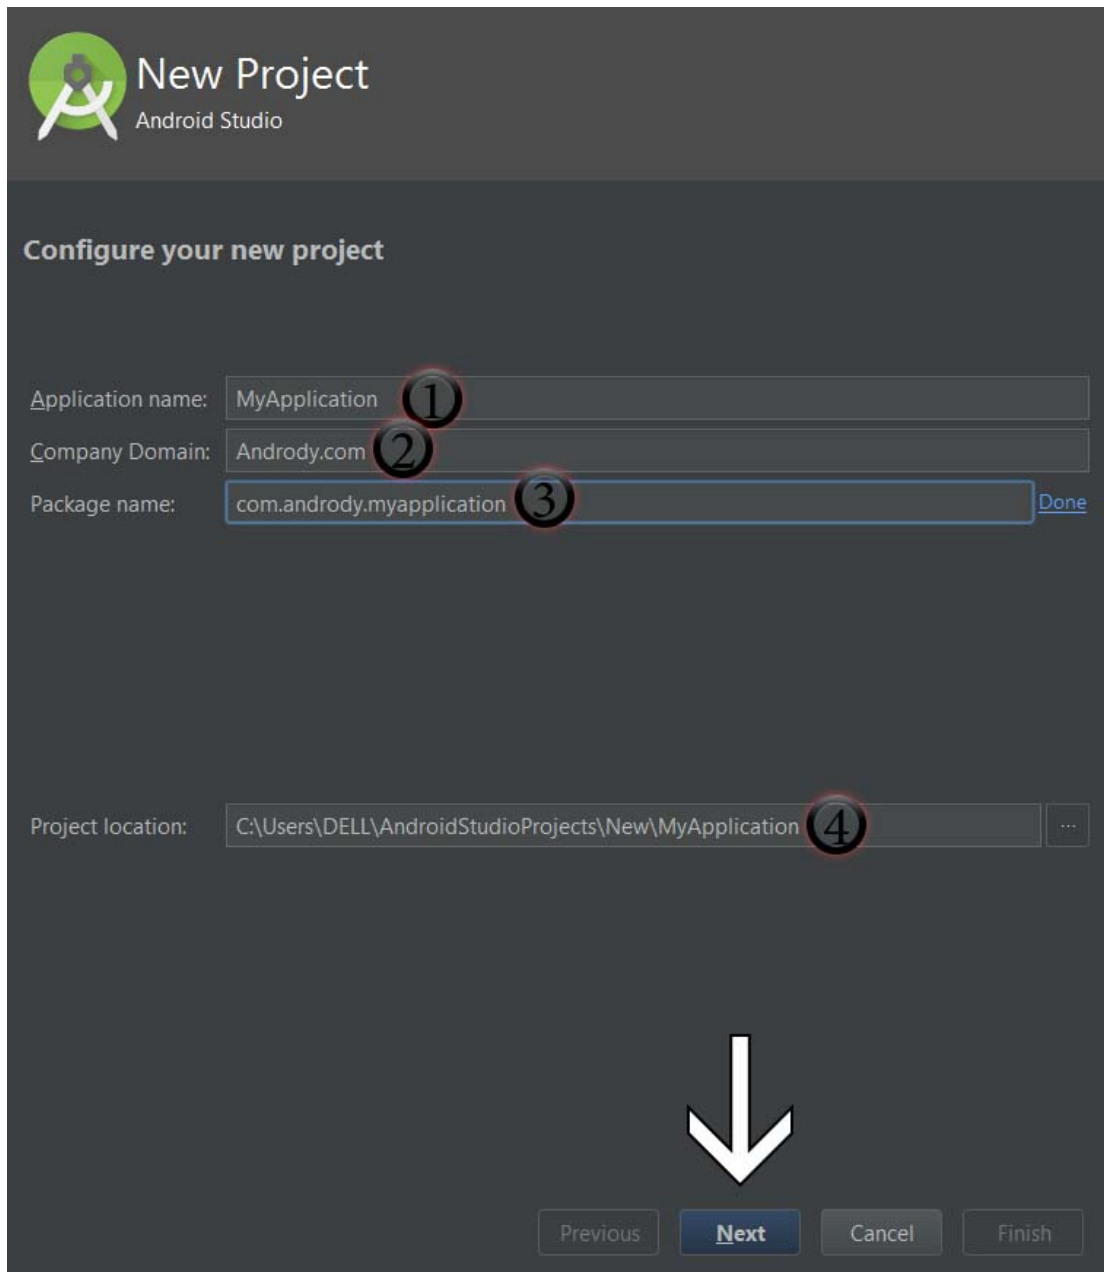 New Project
Android Studio
Configure your new project
Application name: MyApplication 1
Company Domain: Andrody.com 2
Package name: com.andrody.myapplication 3 Done
Project location: C:\Users\DELL\AndroidStudioProjects\New\MyApplication 4 ...
Previous Next Cancel Finish